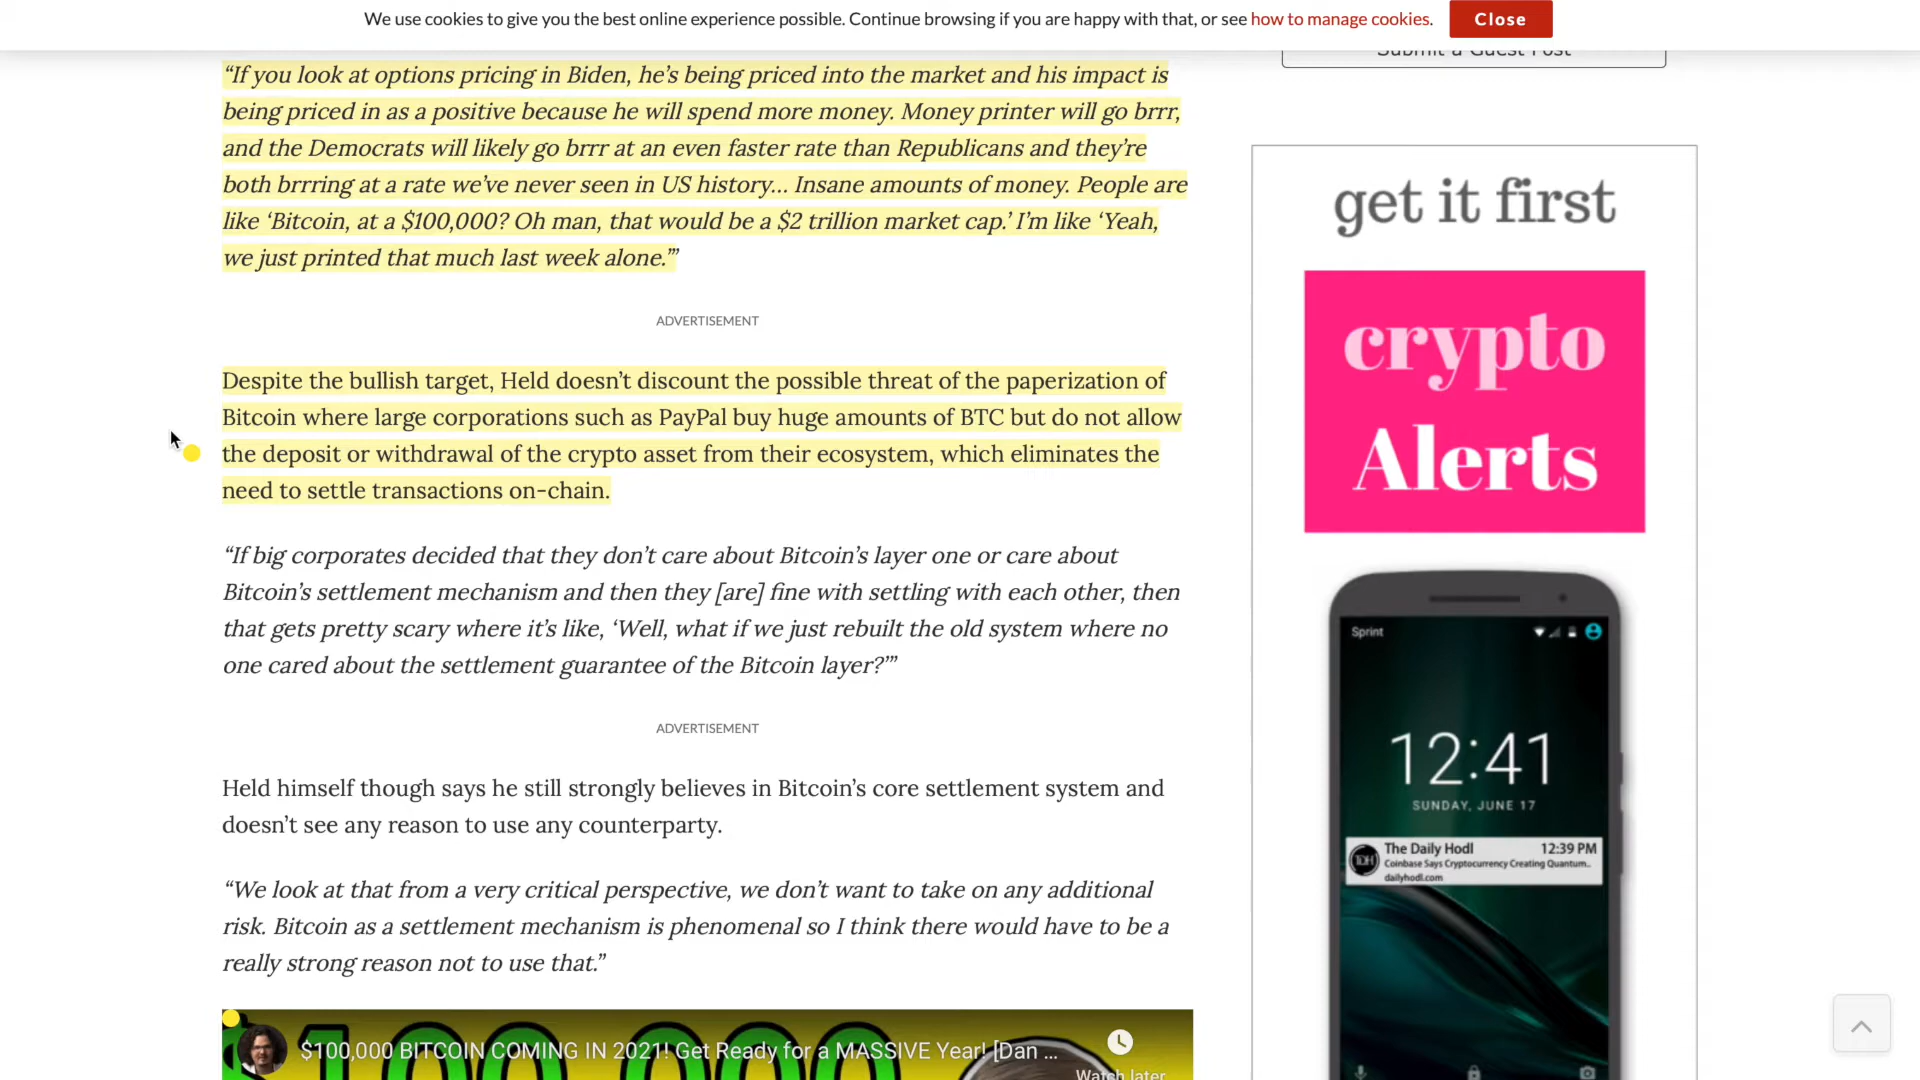 We use cookies to give you the best online experience possible. Continue browsing if you are happy with that, or see how to manage cookies. Close
Submit a Guest Post
“If you look at options pricing in Biden, he’s being priced into the market and his impact is
being priced in as a positive because he will spend more money. Money printer will go brrr,
and the Democrats will likely go brrr at an even faster rate than Republicans and they’re
both brrring at a rate we’ve never seen in US history… Insane amounts of money. People are
like ‘Bitcoin, at a $100,000? Oh man, that would be a $2 trillion market cap.’ I’m like ‘Yeah,
we just printed that much last week alone.’”
ADVERTISEMENT
Despite the bullish target, Held doesn’t discount the possible threat of the paperization of
Bitcoin where large corporations such as PayPal buy huge amounts of BTC but do not allow
the deposit or withdrawal of the crypto asset from their ecosystem, which eliminates the
need to settle transactions on-chain.
“If big corporates decided that they don’t care about Bitcoin’s layer one or care about
Bitcoin’s settlement mechanism and then they [are] fine with settling with each other, then
that gets pretty scary where it’s like, ‘Well, what if we just rebuilt the old system where no
one cared about the settlement guarantee of the Bitcoin layer?’”
ADVERTISEMENT
Held himself though says he still strongly believes in Bitcoin’s core settlement system and
doesn’t see any reason to use any counterparty.
“We look at that from a very critical perspective, we don’t want to take on any additional
risk. Bitcoin as a settlement mechanism is phenomenal so I think there would have to be a
really strong reason not to use that.”
$100,000
$100,000 BITCOIN COMING IN 2021! Get Ready for a MASSIVE Year! [Dan ...
Watch later
get it first
crypto
Alerts
Sprint
12:41
SUNDAY, JUNE 17
TDH
The Daily Hodl 12:39 PM
Coinbase Says Cryptocurrency Creating Quantum..
dailyhodl.com